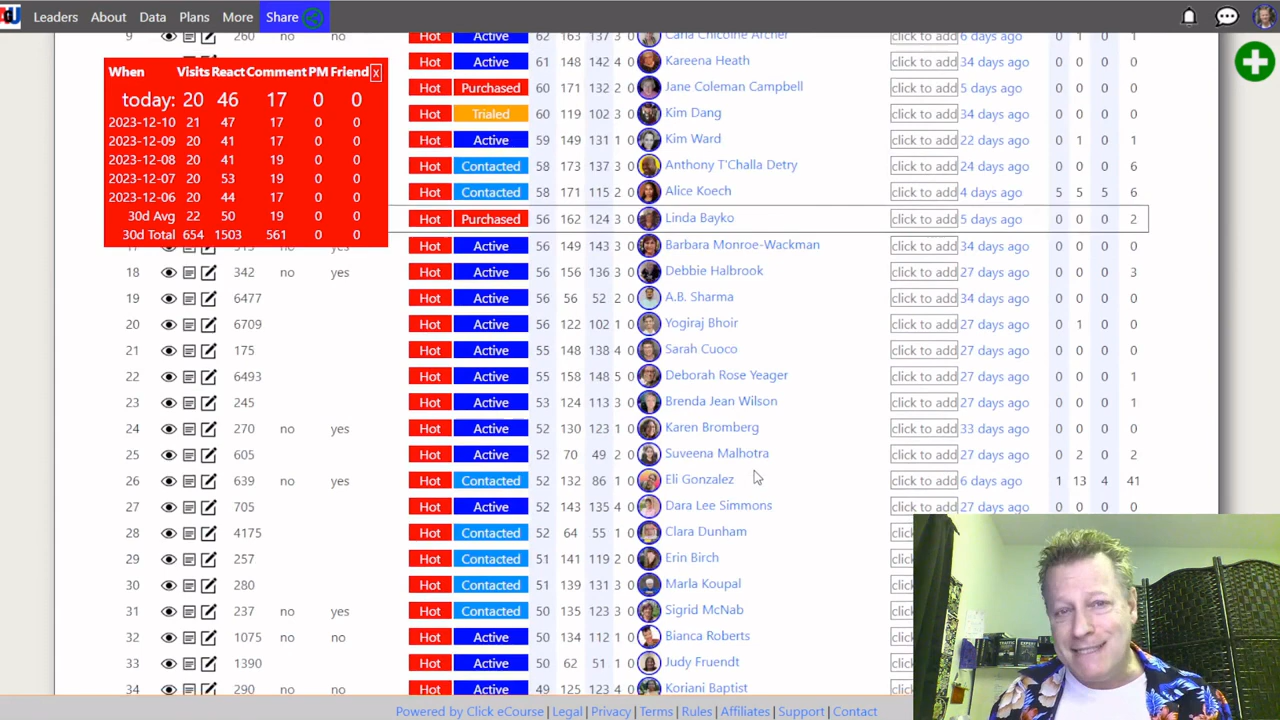 Leaders About Data Plans More Share
9 260 no no Hot Active 62 163 137 3 0 Carla Chicoine Archer click to add 6 days ago 0 1 0 1
When Visits React Comment PM Friend X
today: 20 46 17 0 0
2023-12-10 21 47 17 0 0
2023-12-09 20 41 17 0 0
2023-12-08 20 41 19 0 0
2023-12-07 20 53 19 0 0
2023-12-06 20 44 17 0 0
30d Avg 22 50 19 0 0
30d Total 654 1503 561 0 0
Hot Active 61 148 142 4 0 Kareena Heath click to add 34 days ago 0 0 0 0
Hot Purchased 60 171 132 2 0 Jane Coleman Campbell click to add 5 days ago 0 0 0 0
Hot Trialed 60 119 102 3 0 Kim Dang click to add 34 days ago 0 0 0 0
Hot Active 59 149 131 1 0 Kim Ward click to add 22 days ago 0 0 0 1
Hot Contacted 58 173 137 3 0 Anthony T'Challa Detry click to add 24 days ago 0 0 0 6
Hot Contacted 58 171 115 2 0 Alice Koech click to add 4 days ago 5 3 5 6
Hot Purchased 56 162 124 3 0 Linda Bayko click to add 5 days ago 0 0 0 2
Hot Active 56 149 143 3 0 Barbara Monroe-Wackman click to add 34 days ago 0 0 0 0
18 342 no yes Hot Active 56 156 136 3 0 Debbie Halbrook click to add 27 days ago 0 0 0 3
19 6477 Hot Active 56 56 52 2 0 A.B. Sharma click to add 34 days ago 0 0 0 0
20 6709 Hot Active 56 122 102 1 0 Yogiraj Bhoir click to add 27 days ago 0 1 0 0
21 175 Hot Active 55 148 138 4 0 Sarah Cuoco click to add 27 days ago 0 0 0 0
22 6493 Hot Active 55 158 148 5 0 Deborah Rose Yeager click to add 27 days ago 0 0 0 1
23 245 Hot Active 53 124 113 3 0 Brenda Jean Wilson click to add 27 days ago 0 0 0 1
24 270 no yes Hot Active 52 130 123 1 0 Karen Bromberg click to add 33 days ago 0 0 0 0
25 605 Hot Active 52 70 49 2 0 Suveena Malhotra click to add 27 days ago 0 2 0 2
26 639 no yes Hot Contacted 52 132 86 1 0 Eli Gonzalez click to add 6 days ago 1 13 4 41
27 705 Hot Active 52 143 135 4 0 Dara Lee Simmons click to add 27 days ago 0 0 0 0
28 4175 Hot Contacted 52 64 55 1 0 Clara Dunham clic
29 257 Hot Contacted 51 119 2 0 Erin Birch clic
30 280 Hot Contacted 51 139 131 3 0 Marla Koupal clic
31 237 no yes Hot Contacted 50 135 123 3 0 Sigrid McNab clic
32 1075 no no Hot Active 50 134 112 1 0 Bianca Roberts clic
33 1390 Hot Active 50 62 51 1 0 Judy Fruendt clic
34 290 no no Hot Active 49 125 123 4 0 Koriani Baptist clic
Powered by Click eCourse | Legal | Privacy | Terms | Rules | Affiliates | Support | Contact